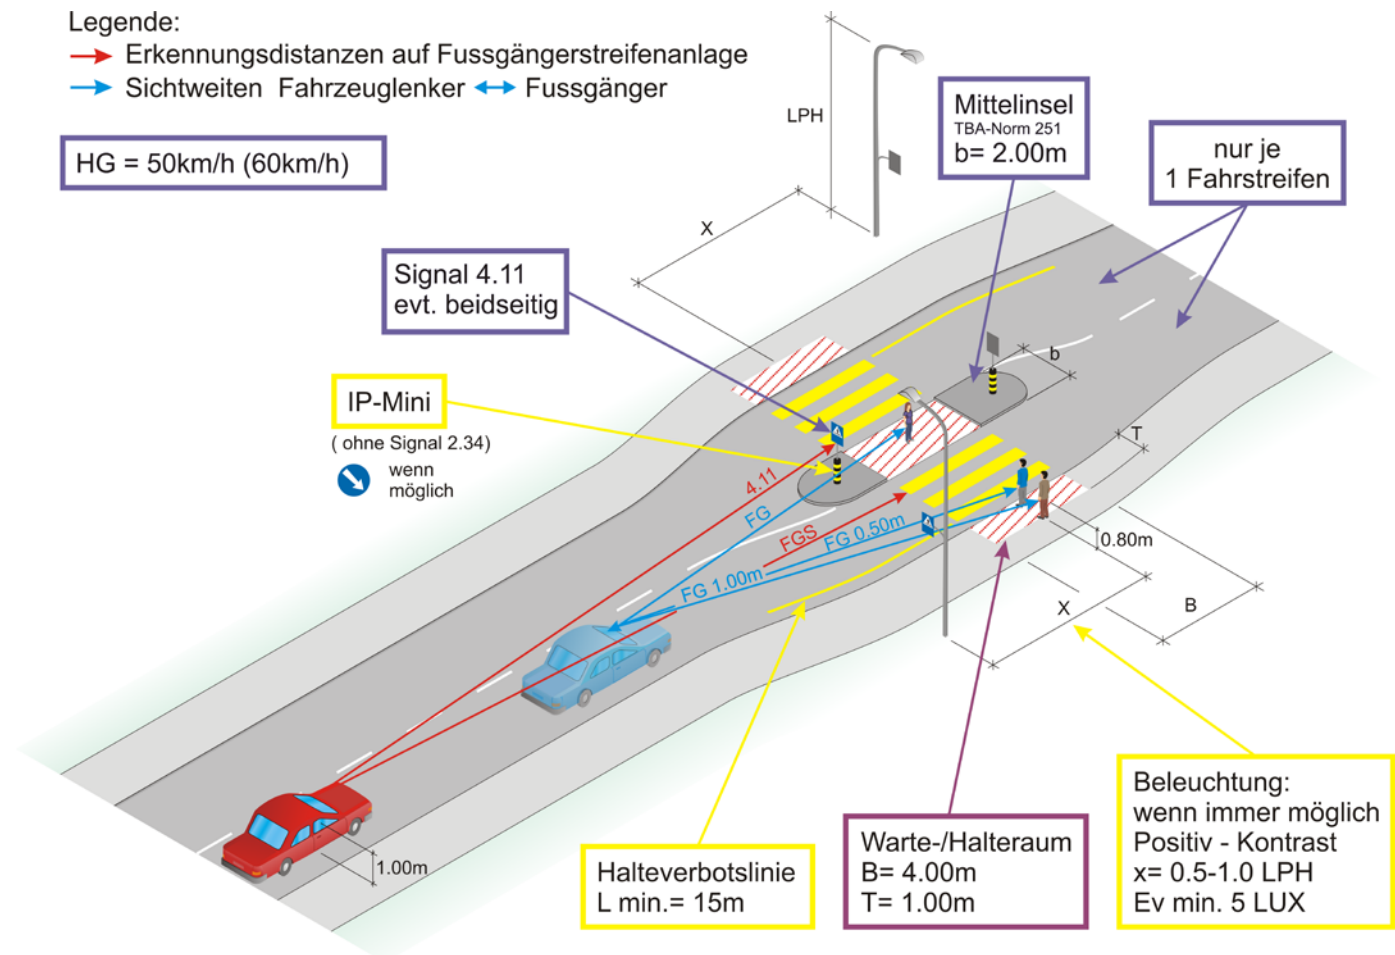 Legende:
Erkennungsdistanzen auf Fussgängerstreifenanlage
Sichtweiten Fahrzeuglenker Fussgänger
HG = 50km/h (60km/h)
LPH
Mittelinsel
TBA-Norm 251
b= 2.00m
nur je
1 Fahrstreifen
X
Signal 4.11
evt. beidseitig
b
IP-Mini
( ohne Signal 2.34)
wenn
möglich
T
4.11
FG
FGS
FG 0.50m
FG 1.00m
0.80m
X
B
1.00m
Halteverbotslinie
L min.= 15m
Warte-/Halteraum
B= 4.00m
T= 1.00m
Beleuchtung:
wenn immer möglich
Positiv - Kontrast
x= 0.5-1.0 LPH
Ev min. 5 LUX